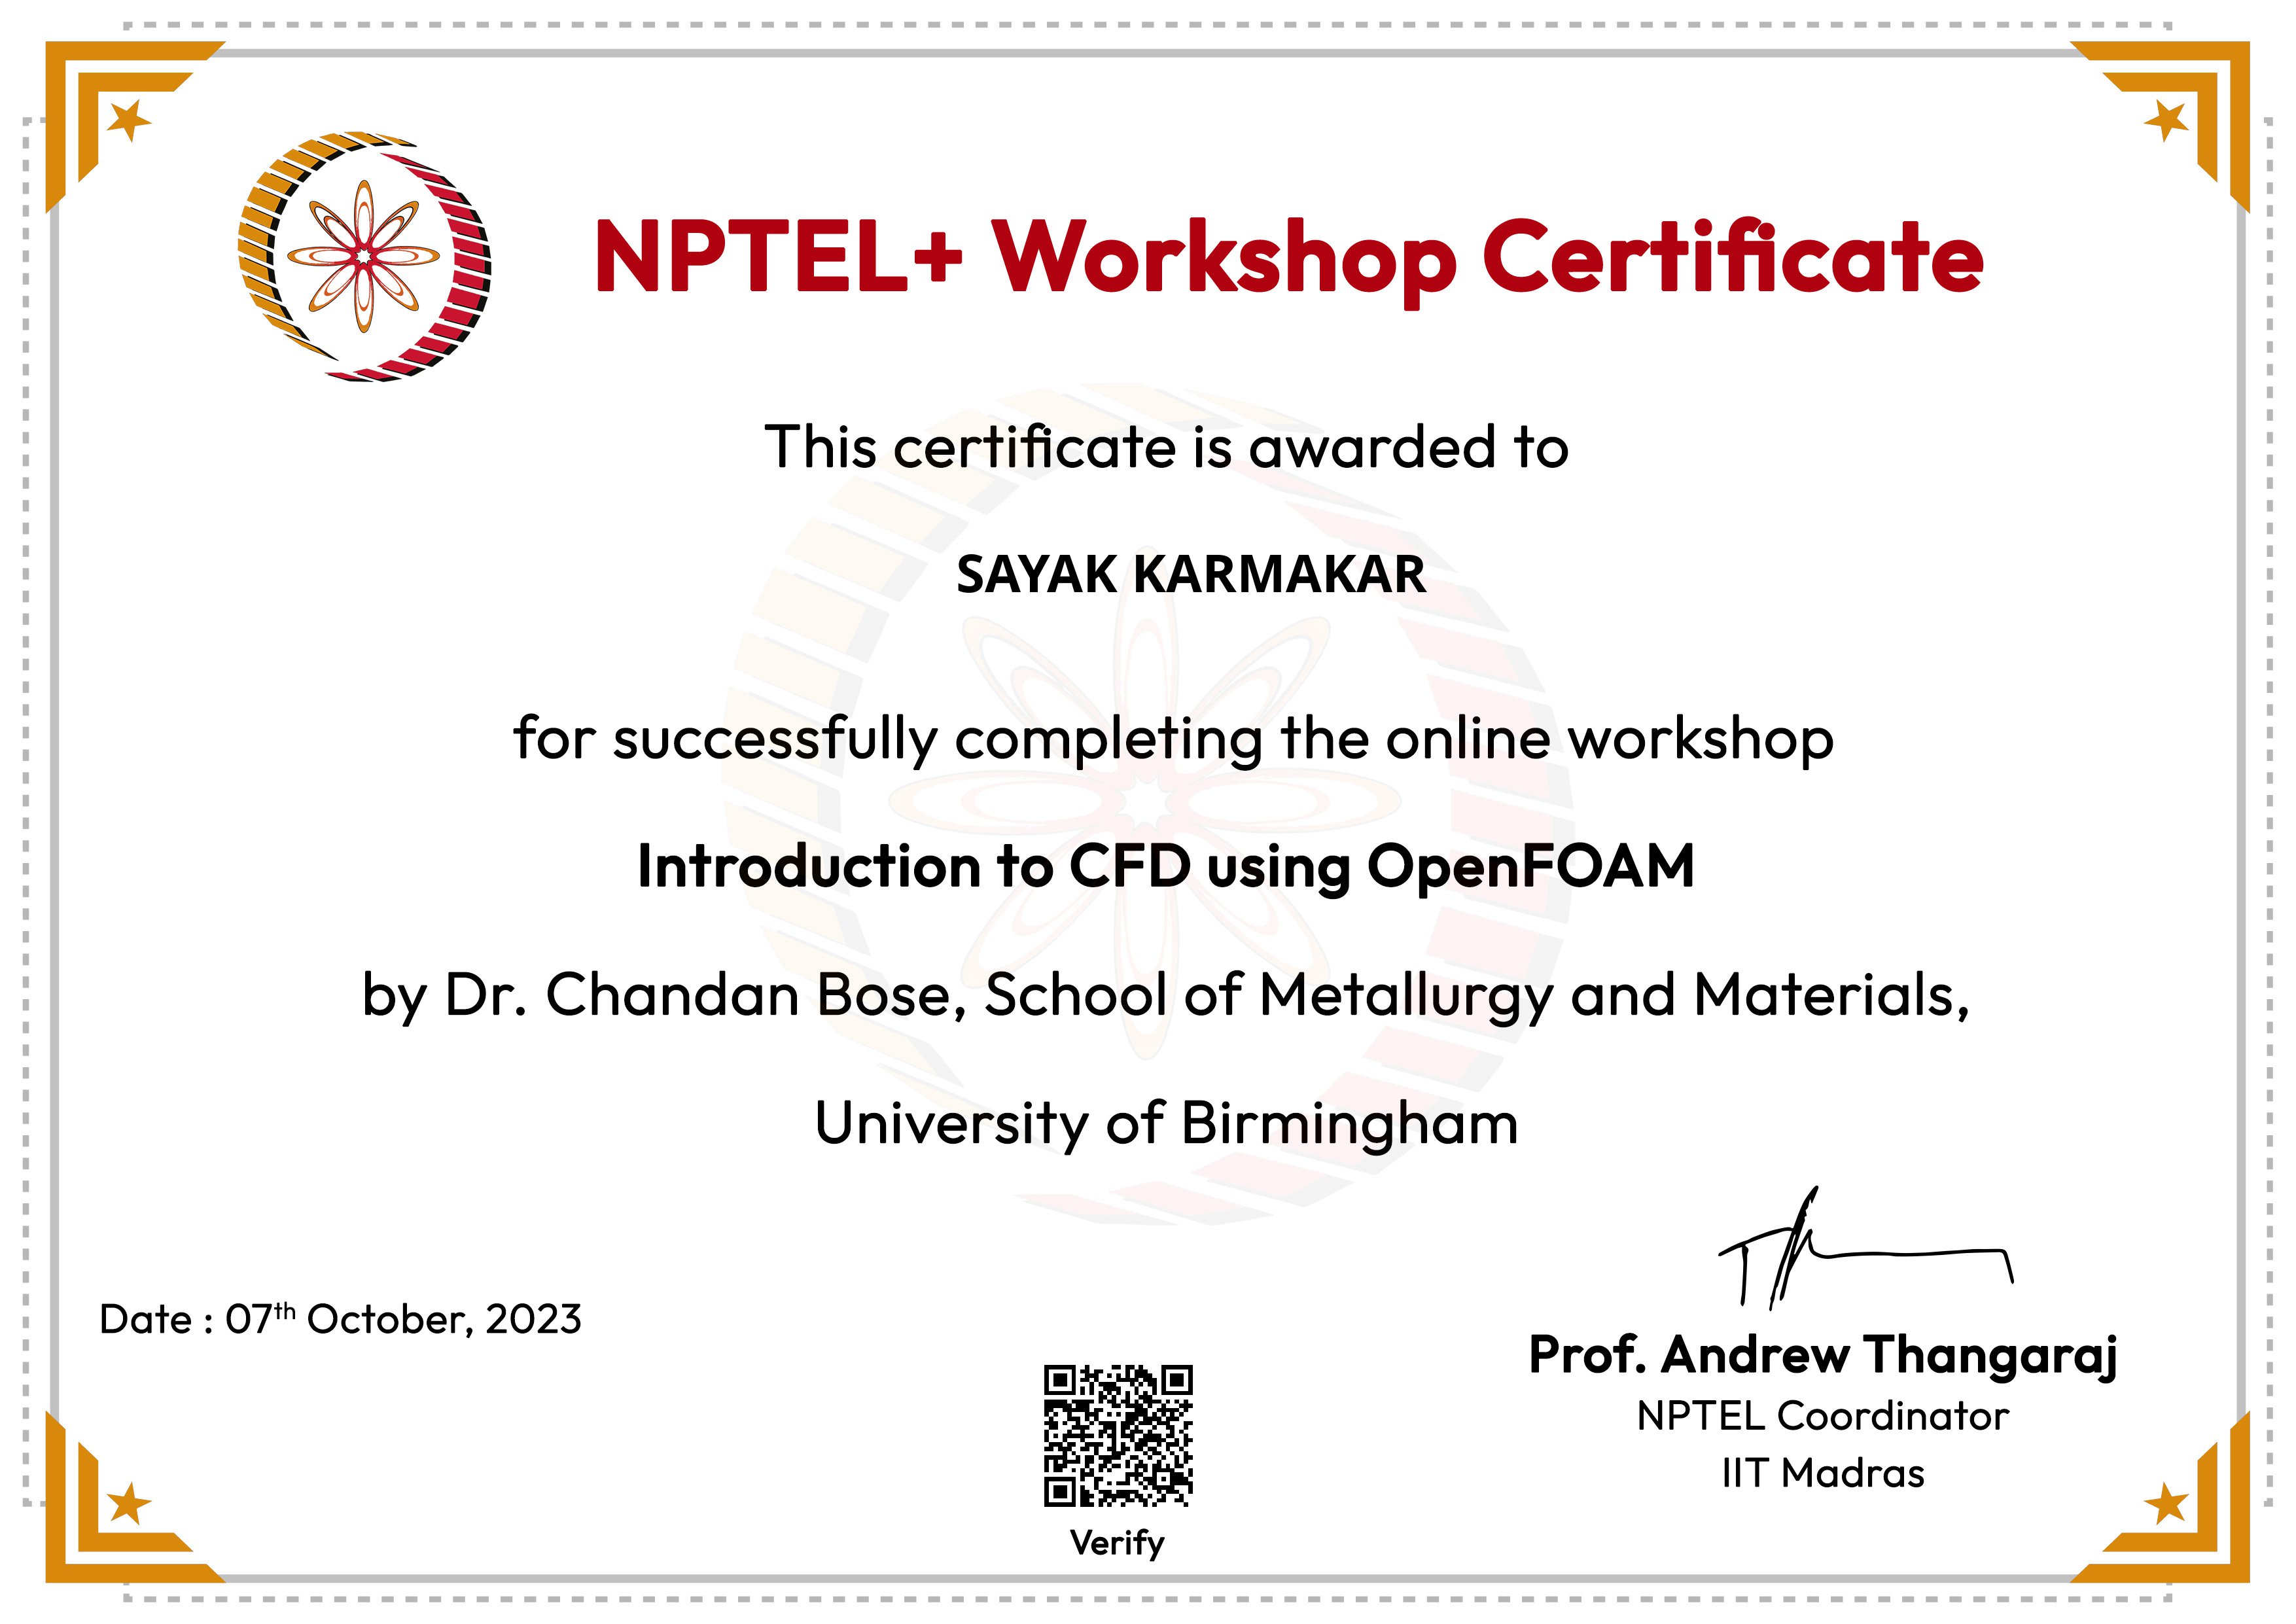 NPTEL+ Workshop Certificate
This certificate is awarded to
SAYAK KARMAKAR
for successfully completing the online workshop
Introduction to CFD using OpenFOAM
by Dr. Chandan Bose, School of Metallurgy and Materials,
University of Birmingham
Date : 07th October, 2023
Prof. Andrew Thangaraj
NPTEL Coordinator
IIT Madras
Verify